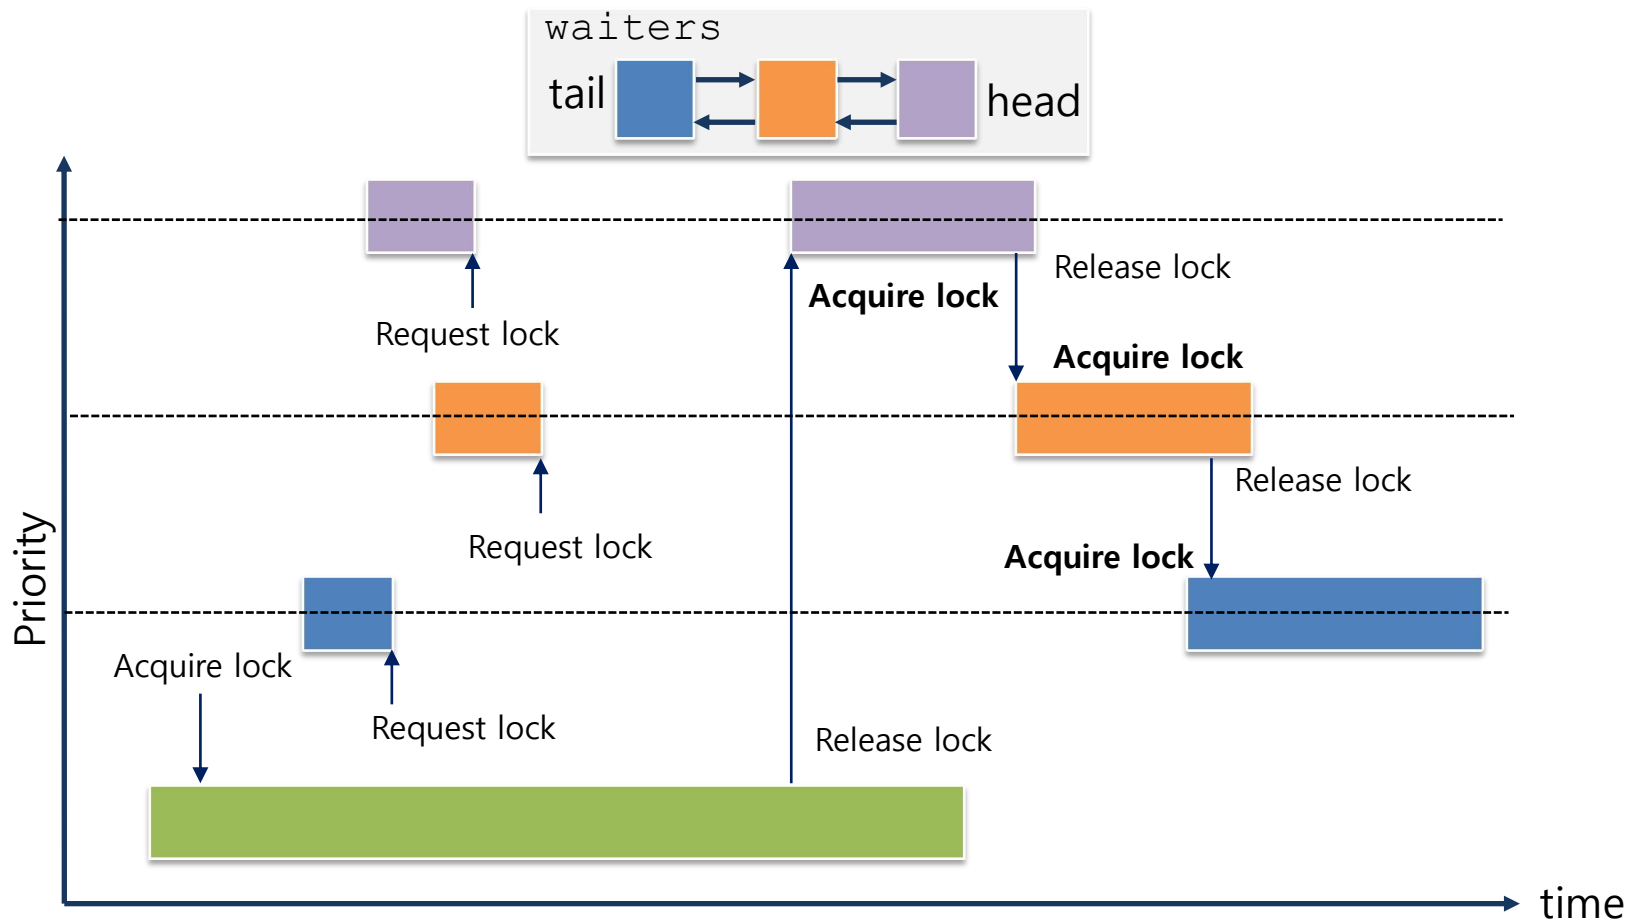 waiters
tail
head
Release lock
Acquire lock
Request lock
Acquire lock
Release lock
Request lock
Acquire lock
Priority
Acquire lock
Request lock
Release lock
time